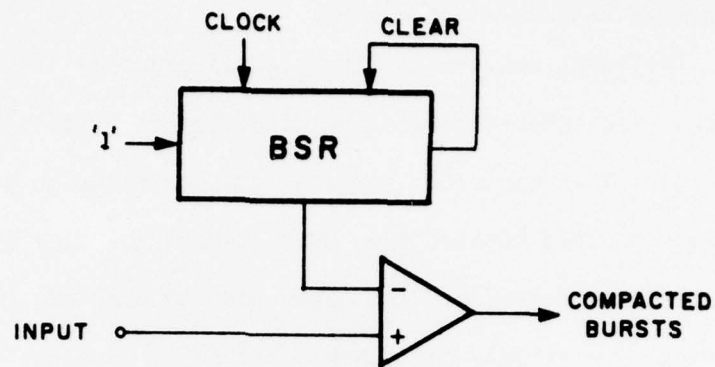 CLOCK
CLEAR
'1'
BSR
−
+
INPUT
COMPACTED
BURSTS